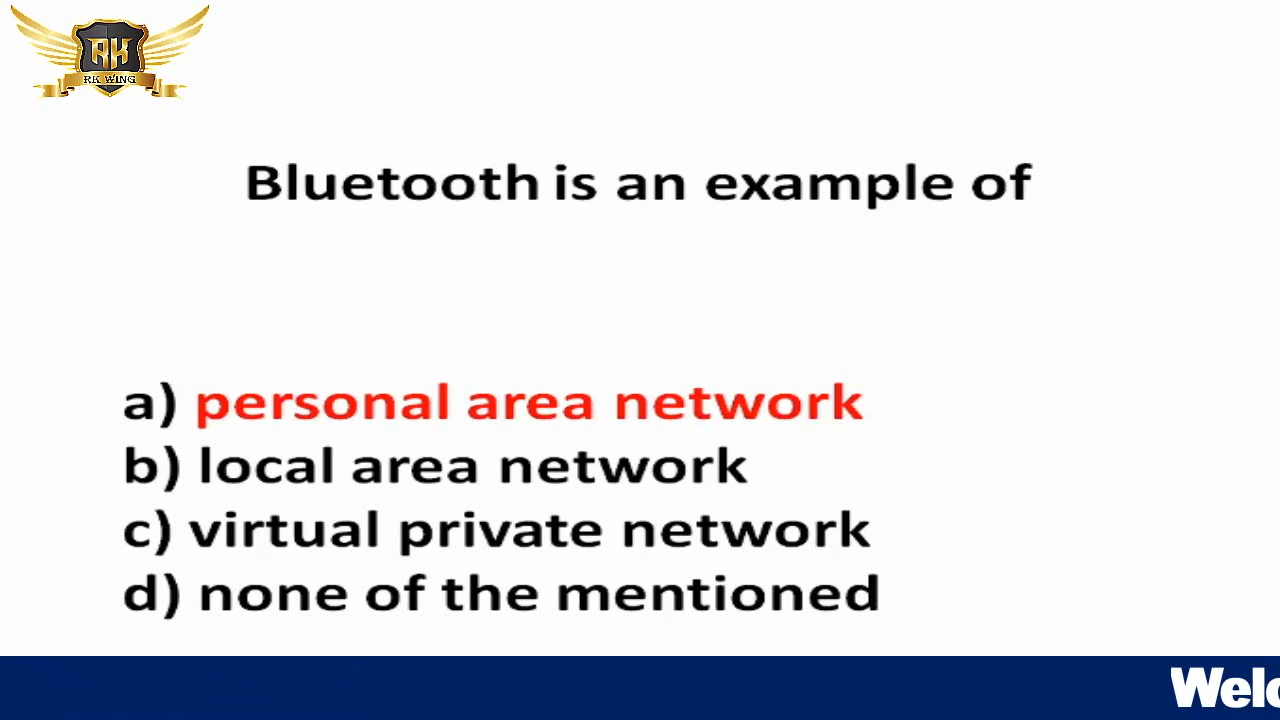 RK
RK WING
Bluetooth is an example of
a) personal area network
b) local area network
c) virtual private network
d) none of the mentioned